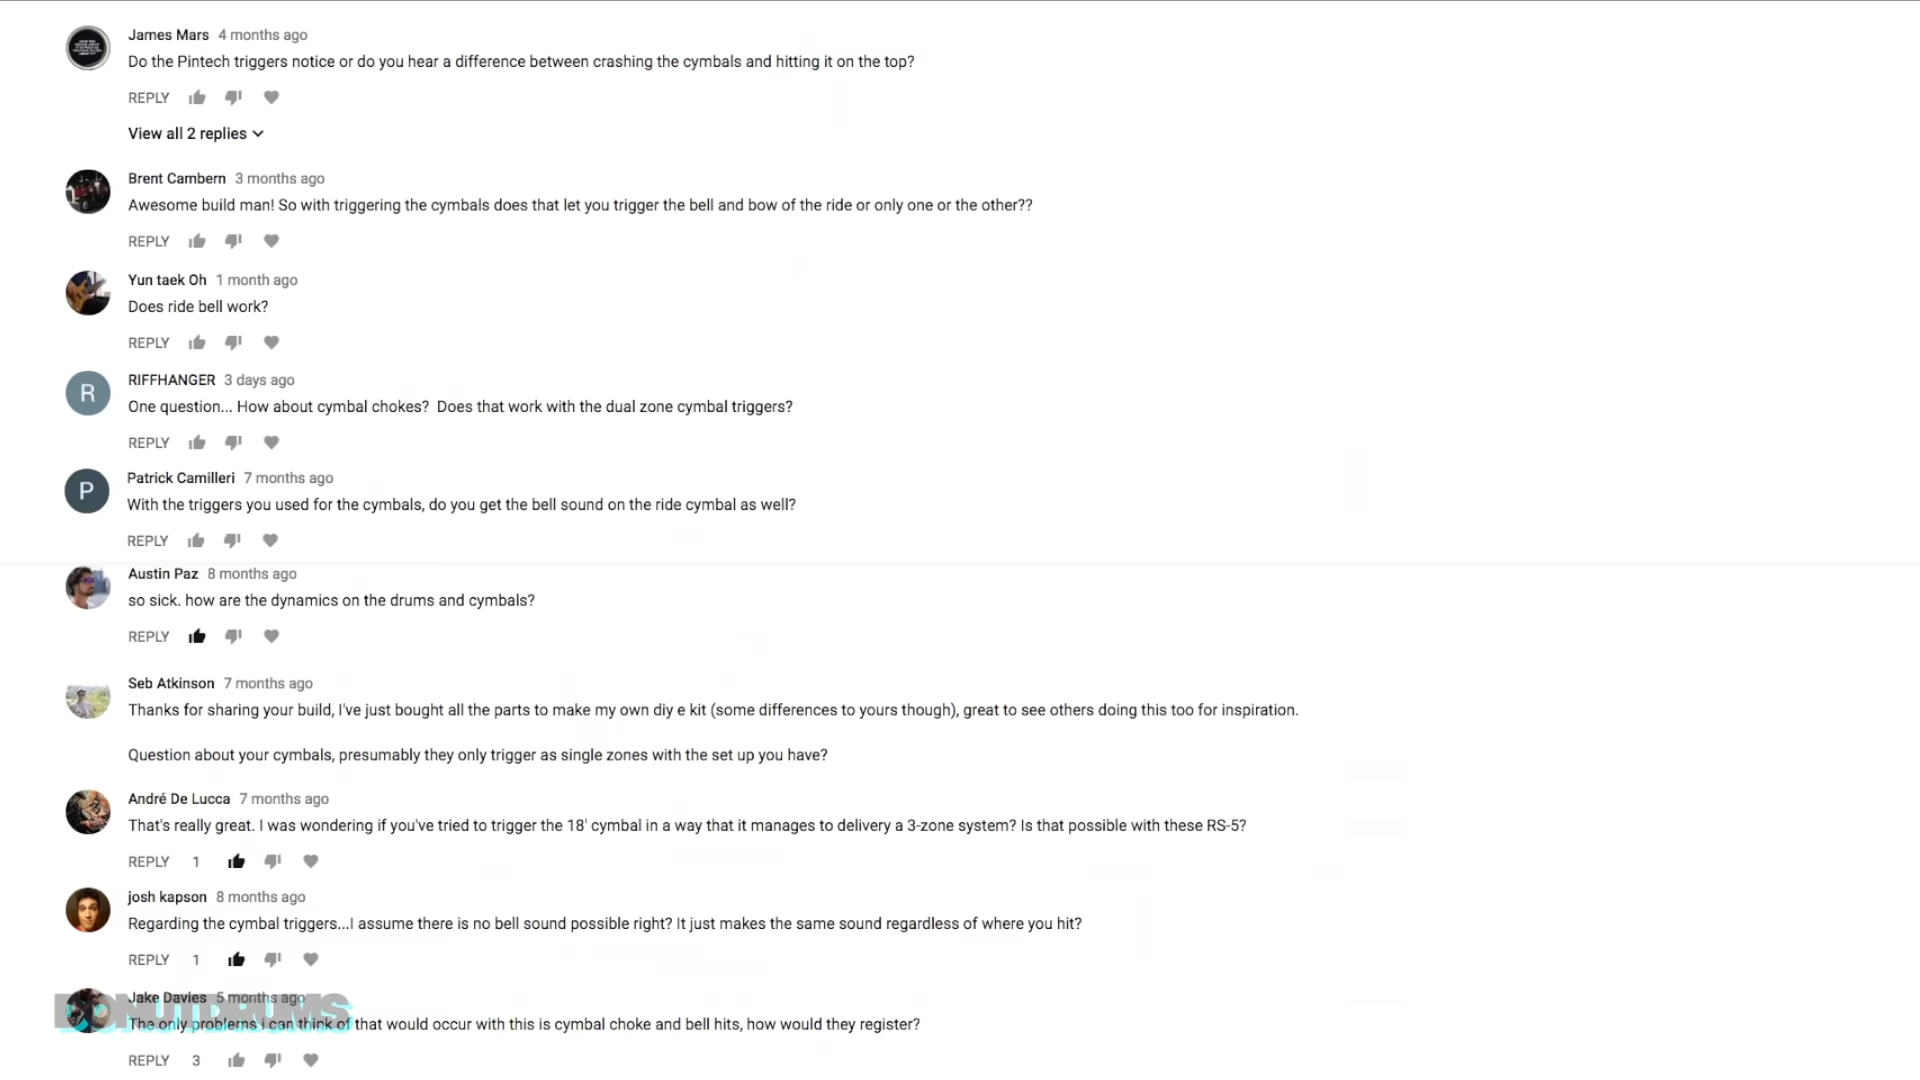 James Mars 4 months ago
Do the Pintech triggers notice or do you hear a difference between crashing the cymbals and hitting it on the top?
REPLY
View all 2 replies
Brent Cambern 3 months ago
Awesome build man! So with triggering the cymbals does that let you trigger the bell and bow of the ride or only one or the other??
REPLY
Yun taek Oh 1 month ago
Does ride bell work?
REPLY
R
RIFFHANGER 3 days ago
One question... How about cymbal chokes? Does that work with the dual zone cymbal triggers?
REPLY
P
Patrick Camilleri 7 months ago
With the triggers you used for the cymbals, do you get the bell sound on the ride cymbal as well?
REPLY
Austin Paz 8 months ago
so sick. how are the dynamics on the drums and cymbals?
REPLY
Seb Atkinson 7 months ago
Thanks for sharing your build, I've just bought all the parts to make my own diy e kit (some differences to yours though), great to see others doing this too for inspiration.
Question about your cymbals, presumably they only trigger as single zones with the set up you have?
André De Lucca 7 months ago
That's really great. I was wondering if you've tried to trigger the 18' cymbal in a way that it manages to delivery a 3-zone system? Is that possible with these RS-5?
REPLY 1
josh kapson 8 months ago
Regarding the cymbal triggers...I assume there is no bell sound possible right? It just makes the same sound regardless of where you hit?
REPLY 1
Jake Davies 5 months ago
DONUTDRUMS
The only problems i can think of that would occur with this is cymbal choke and bell hits, how would they register?
REPLY 3